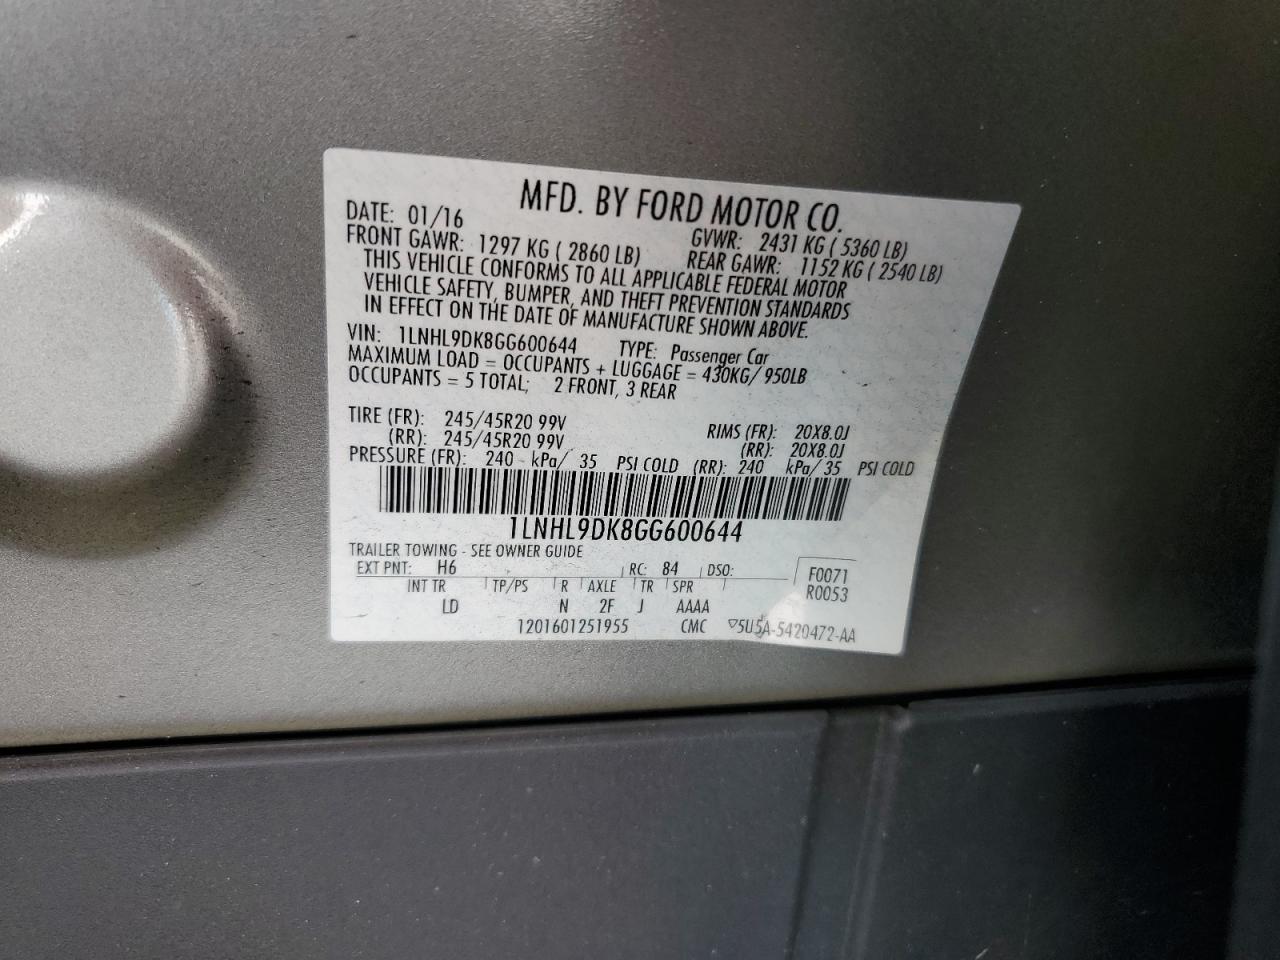 MFD. BY FORD MOTOR CO.
DATE: 01/16 GVWR: 2431 KG ( 5360 LB)
FRONT GAWR: 1297 KG ( 2860 LB) REAR GAWR: 1152 KG ( 2540 LB)
THIS VEHICLE CONFORMS TO ALL APPLICABLE FEDERAL MOTOR
VEHICLE SAFETY, BUMPER, AND THEFT PREVENTION STANDARDS
IN EFFECT ON THE DATE OF MANUFACTURE SHOWN ABOVE.
VIN: 1LNHL9DK8GG600644 TYPE: Passenger Car
MAXIMUM LOAD = OCCUPANTS + LUGGAGE = 430KG/ 950LB
OCCUPANTS = 5 TOTAL; 2 FRONT, 3 REAR
TIRE (FR): 245/45R20 99V RIMS (FR): 20X8.0J
(RR): 245/45R20 99V (RR): 20X8.0J
PRESSURE (FR): 240 kPa/ 35 PSI COLD (RR): 240 kPa/ 35 PSI COLD
1LNHL9DK8GG600644
TRAILER TOWING - SEE OWNER GUIDE
EXT PNT: H6 RC: 84 DSO: F0071
INT TR TP/PS R AXLE TR SPR R0053
LD N 2F J AAAA
1201601251955 CMC ▽5U5A-5420472-AA